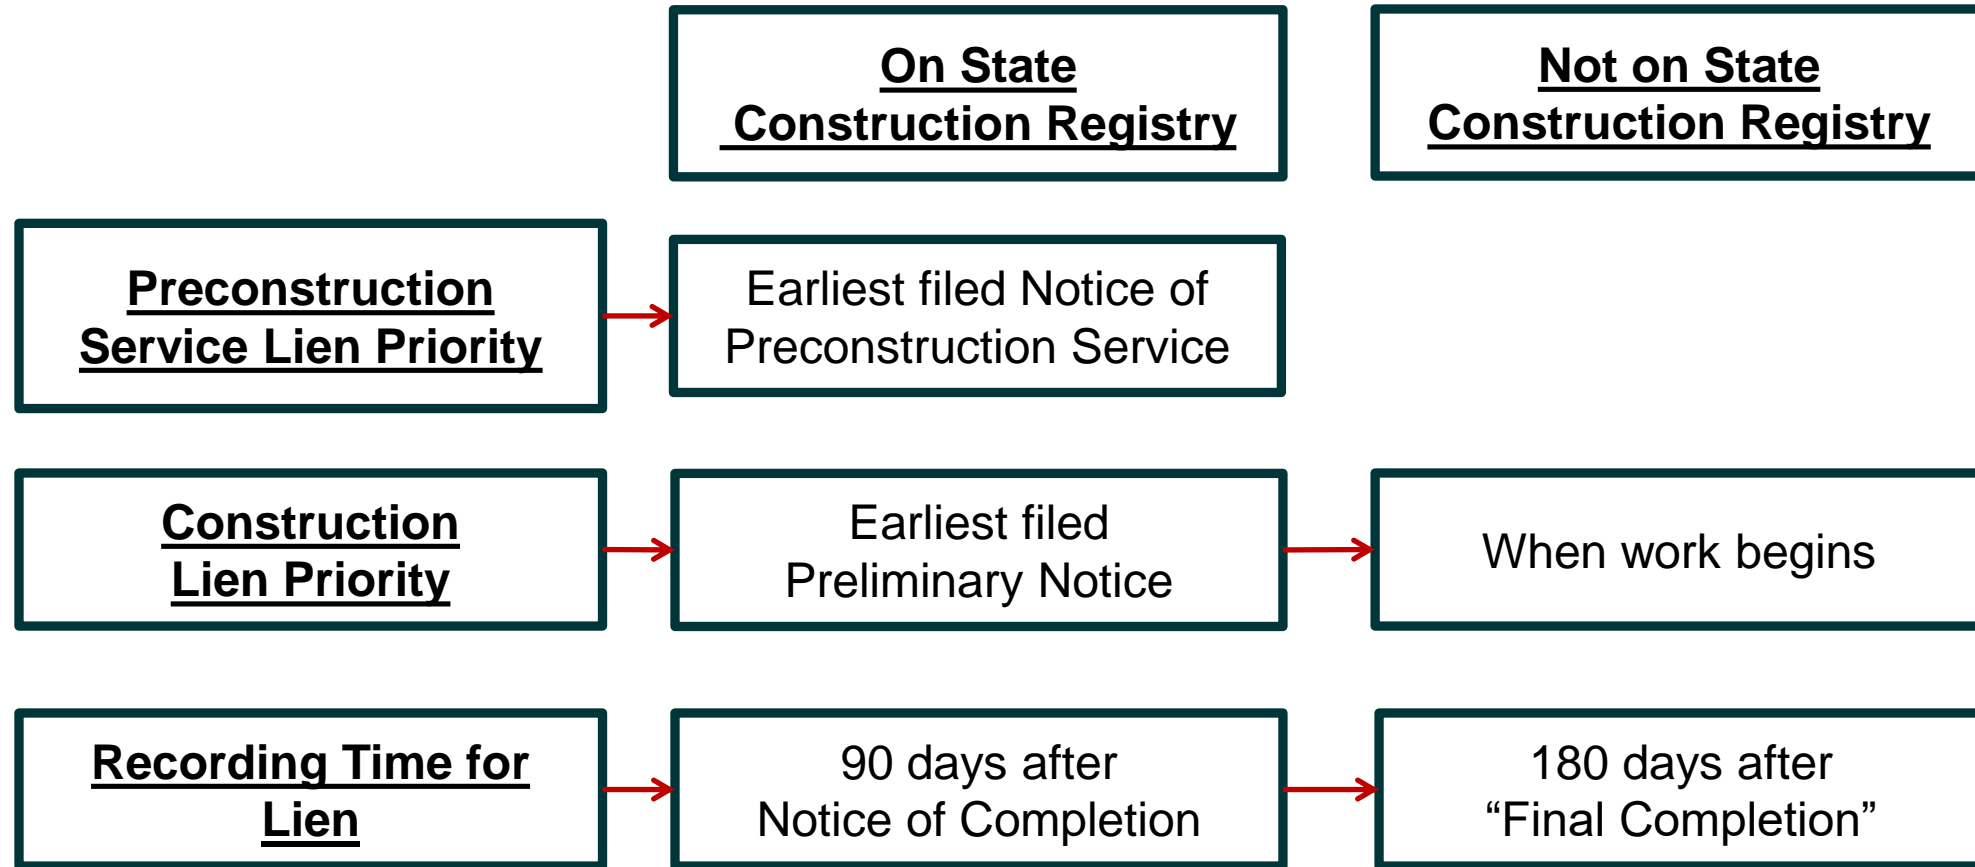 On State
Construction Registry
Not on State
Construction Registry
Preconstruction
Service Lien Priority
Earliest filed Notice of
Preconstruction Service
Construction
Lien Priority
Earliest filed
Preliminary Notice
When work begins
Recording Time for
Lien
90 days after
Notice of Completion
180 days after
“Final Completion”